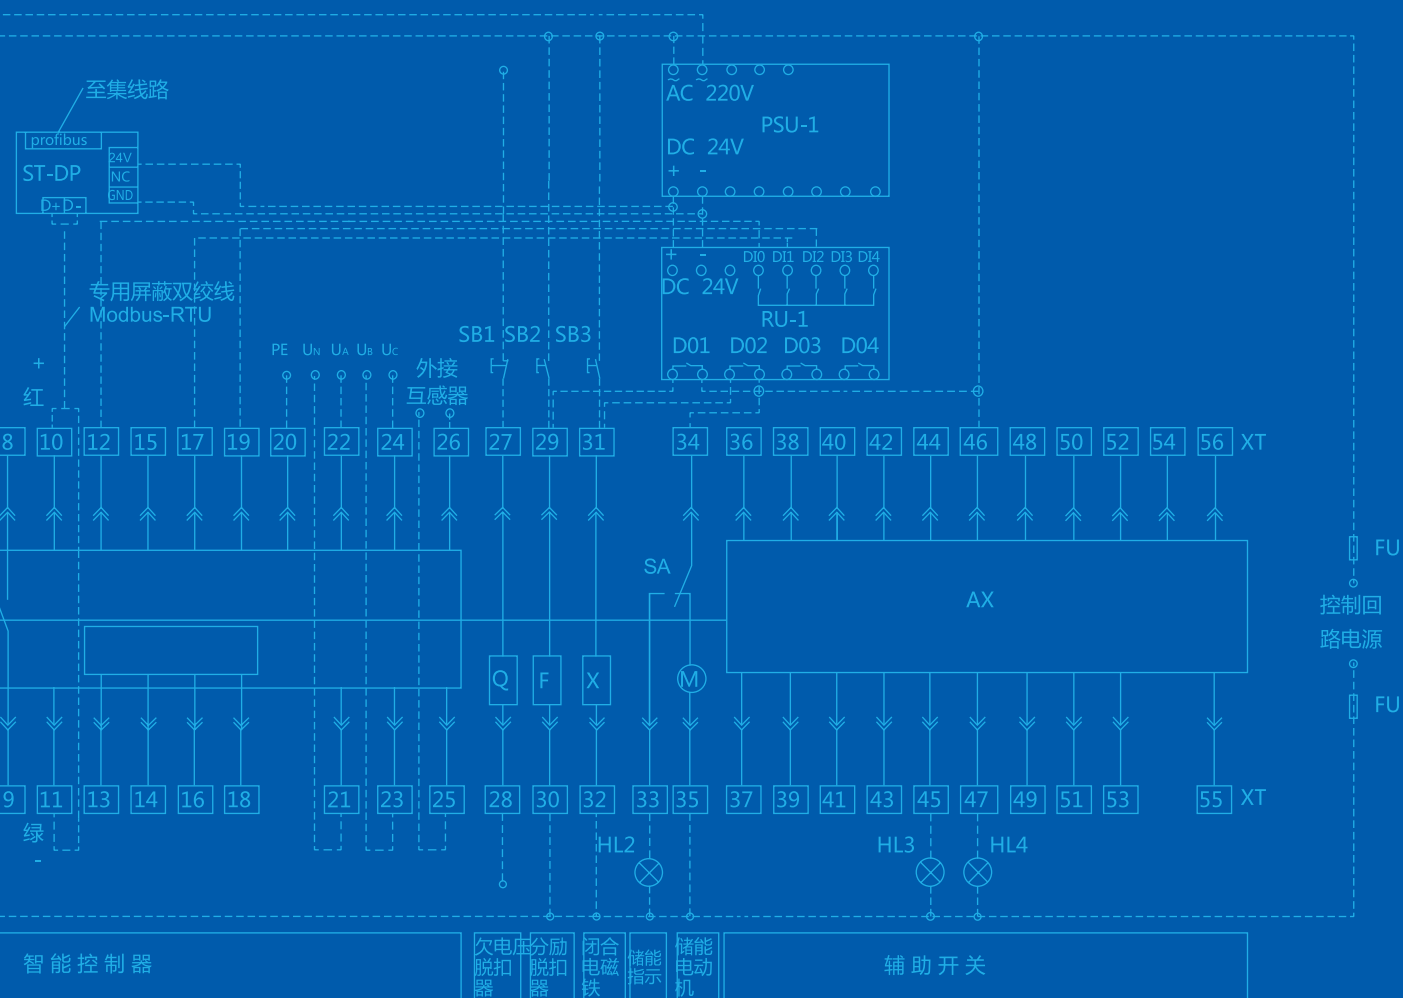 至集线路
AC 220V
PSU-1
DC 24V
+ -
profibus
ST-DP
24V
NC
GND
D+D-
+ - DI0 DI1 DI2 DI3 DI4
DC 24V
RU-1
D01 D02 D03 D04
专用屏蔽双绞线
Modbus-RTU
SB1 SB2 SB3
PE UN UA UB UC
外接
互感器
+
红
8 10 12 15 17 19 20 22 24 26 27 29 31 34 36 38 40 42 44 46 48 50 52 54 56 XT
SA
AX
FU
控制回
路电源
FU
Q F X M
9 11 13 14 16 18 21 23 25 28 30 32 33 35 37 39 41 43 45 47 49 51 53 55 XT
绿
-
HL2 HL3 HL4
智能控制器
欠电压
脱扣
器
分励
脱扣
器
闭合
电磁
铁
储能
指示
储能
电动
机
辅助开关